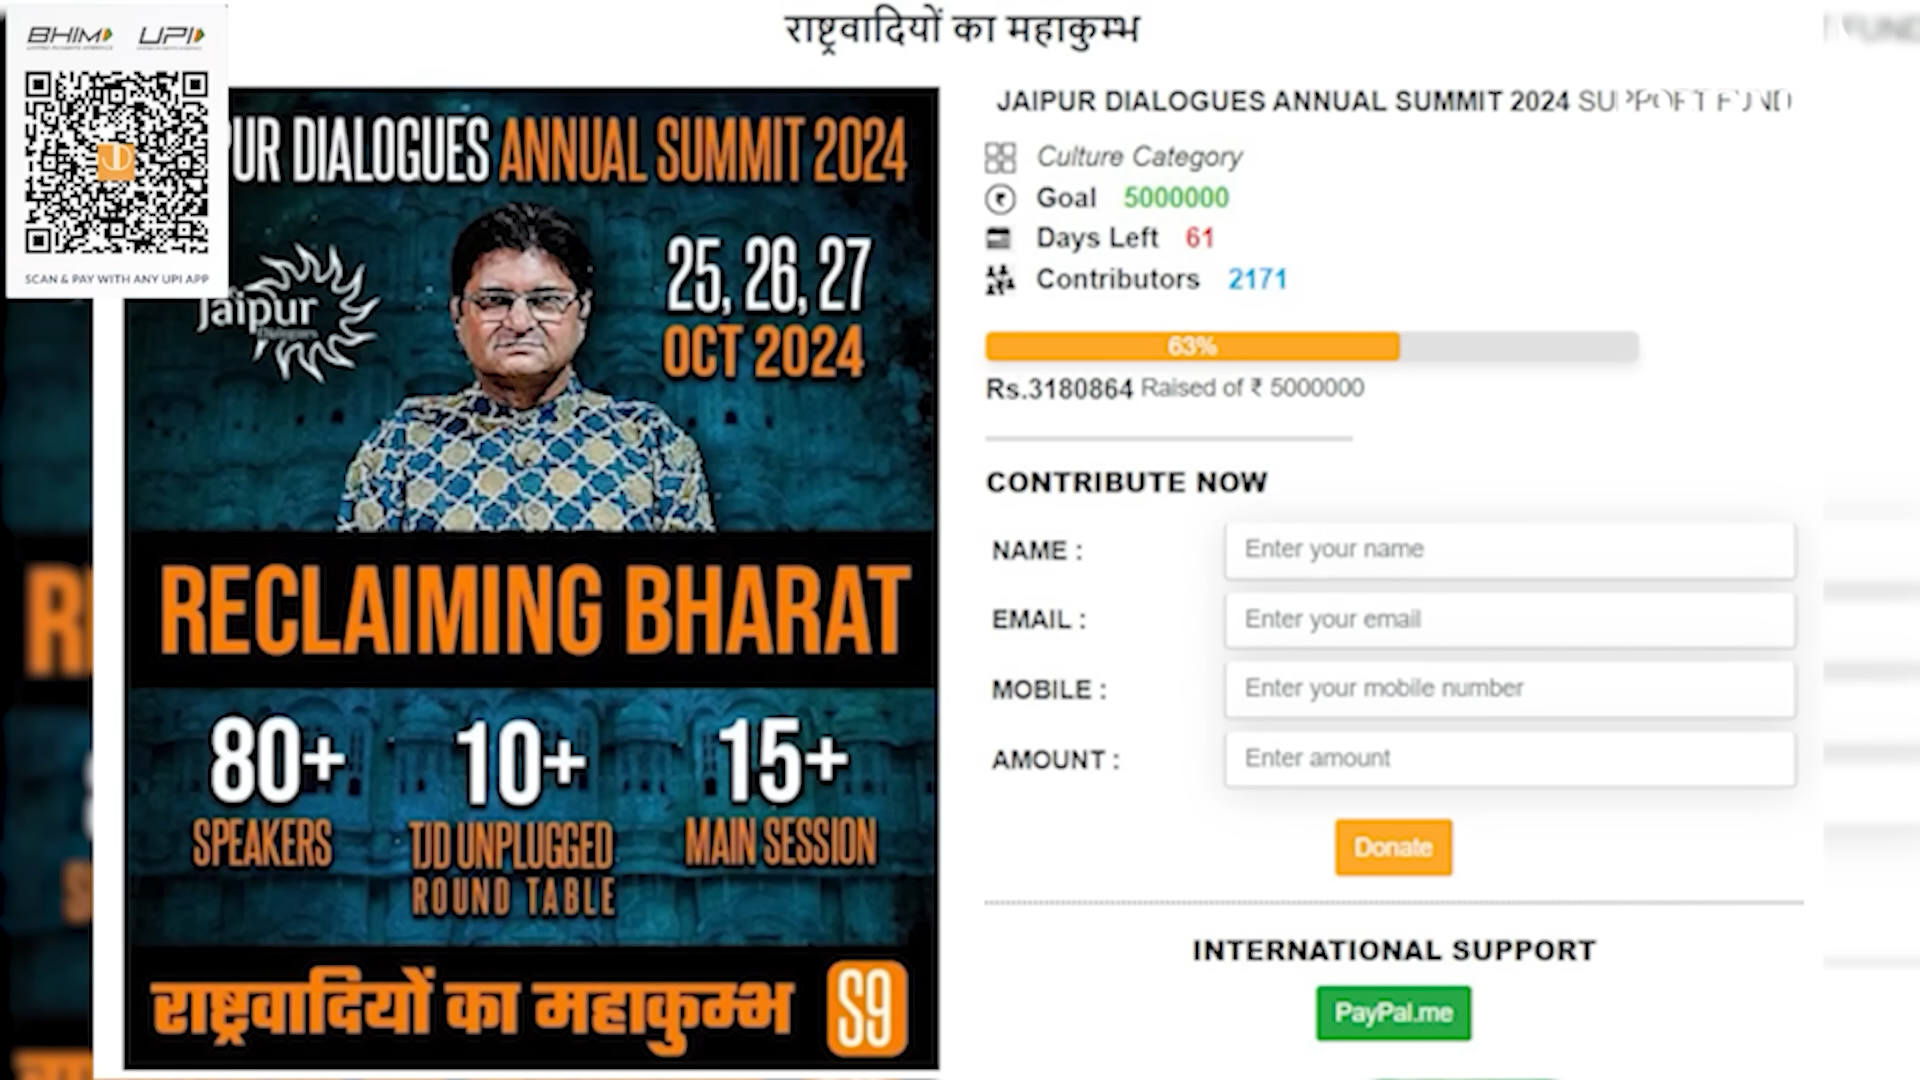 राष्ट्रवादियों का महाकुम्भ
BHIM UPI
SCAN & PAY WITH ANY UPI APP
PUR DIALOGUES ANNUAL SUMMIT 2024
Jaipur
Dialogues
25, 26, 27
OCT 2024
RECLAIMING BHARAT
80+
SPEAKERS
10+
TJD UNPLUGGED
ROUND TABLE
15+
MAIN SESSION
राष्ट्रवादियों का महाकुम्भ S9
JAIPUR DIALOGUES ANNUAL SUMMIT 2024 SUPPORT FUND
Culture Category
Goal 5000000
Days Left 61
Contributors 2171
63%
Rs.3180864 Raised of ₹ 5000000
CONTRIBUTE NOW
NAME : Enter your name
EMAIL : Enter your email
MOBILE : Enter your mobile number
AMOUNT : Enter amount
Donate
INTERNATIONAL SUPPORT
PayPal.me